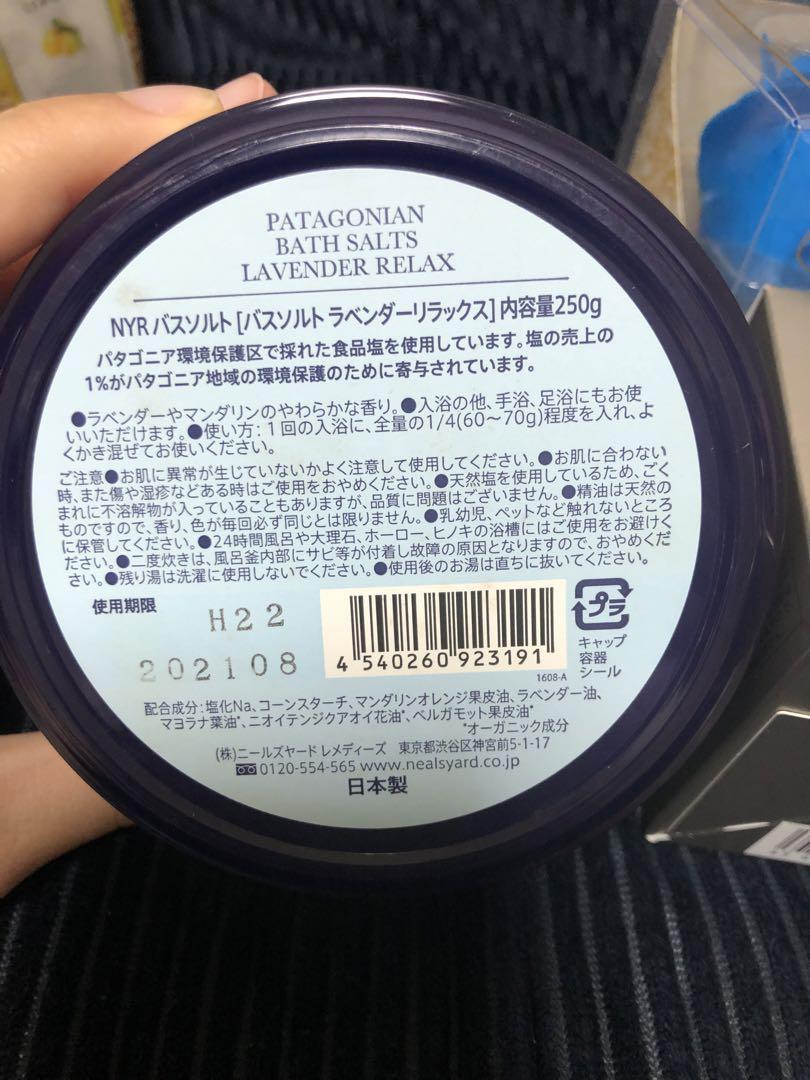 PATAGONIAN
BATH SALTS
LAVENDER RELAX
NYR バスソルト [バスソルト ラベンダーリラックス] 内容量250g
パタゴニア環境保護区で採れた食品塩を使用しています。塩の売上の
1%がパタゴニア地域の環境保護のために寄与されています。
●ラベンダーやマンダリンのやわらかな香り。●入浴の他、手浴、足浴にもお使
いいただけます。●使い方: 1回の入浴に、全量の1/4(60〜70g)程度を入れ、よ
くかき混ぜてお使いください。
ご注意●お肌に異常が生じていないかよく注意して使用してください。●お肌に合わない
時、また傷や湿疹などある時はご使用をおやめください。●天然塩を使用しているため、ごく
まれに不溶解物が入っていることもありますが、品質に問題はございません。●精油は天然の
ものですので、香り、色が毎回必ず同じとは限りません。●乳幼児、ペットなど触れないところ
に保管してください。●24時間風呂や大理石、ホーロー、ヒノキの浴槽にはご使用をお避けく
ださい。●二度炊きは、風呂釜内部にサビ等が付着し故障の原因となりますので、おやめくだ
さい。●残り湯は洗濯に使用しないでください。●使用後のお湯は直ちに抜いてください。
使用期限
H22
202108
4 540260 923191
1608-A
プラ
キャップ
容器
シール
配合成分:塩化Na、コーンスターチ、マンダリンオレンジ果皮油、ラベンダー油、
マヨラナ葉油*、ニオイテンジクアオイ花油*、ベルガモット果皮油*
*オーガニック成分
(株)ニールズヤード レメディーズ 東京都渋谷区神宮前5-1-17
0120-554-565 www.nealsyard.co.jp
日本製